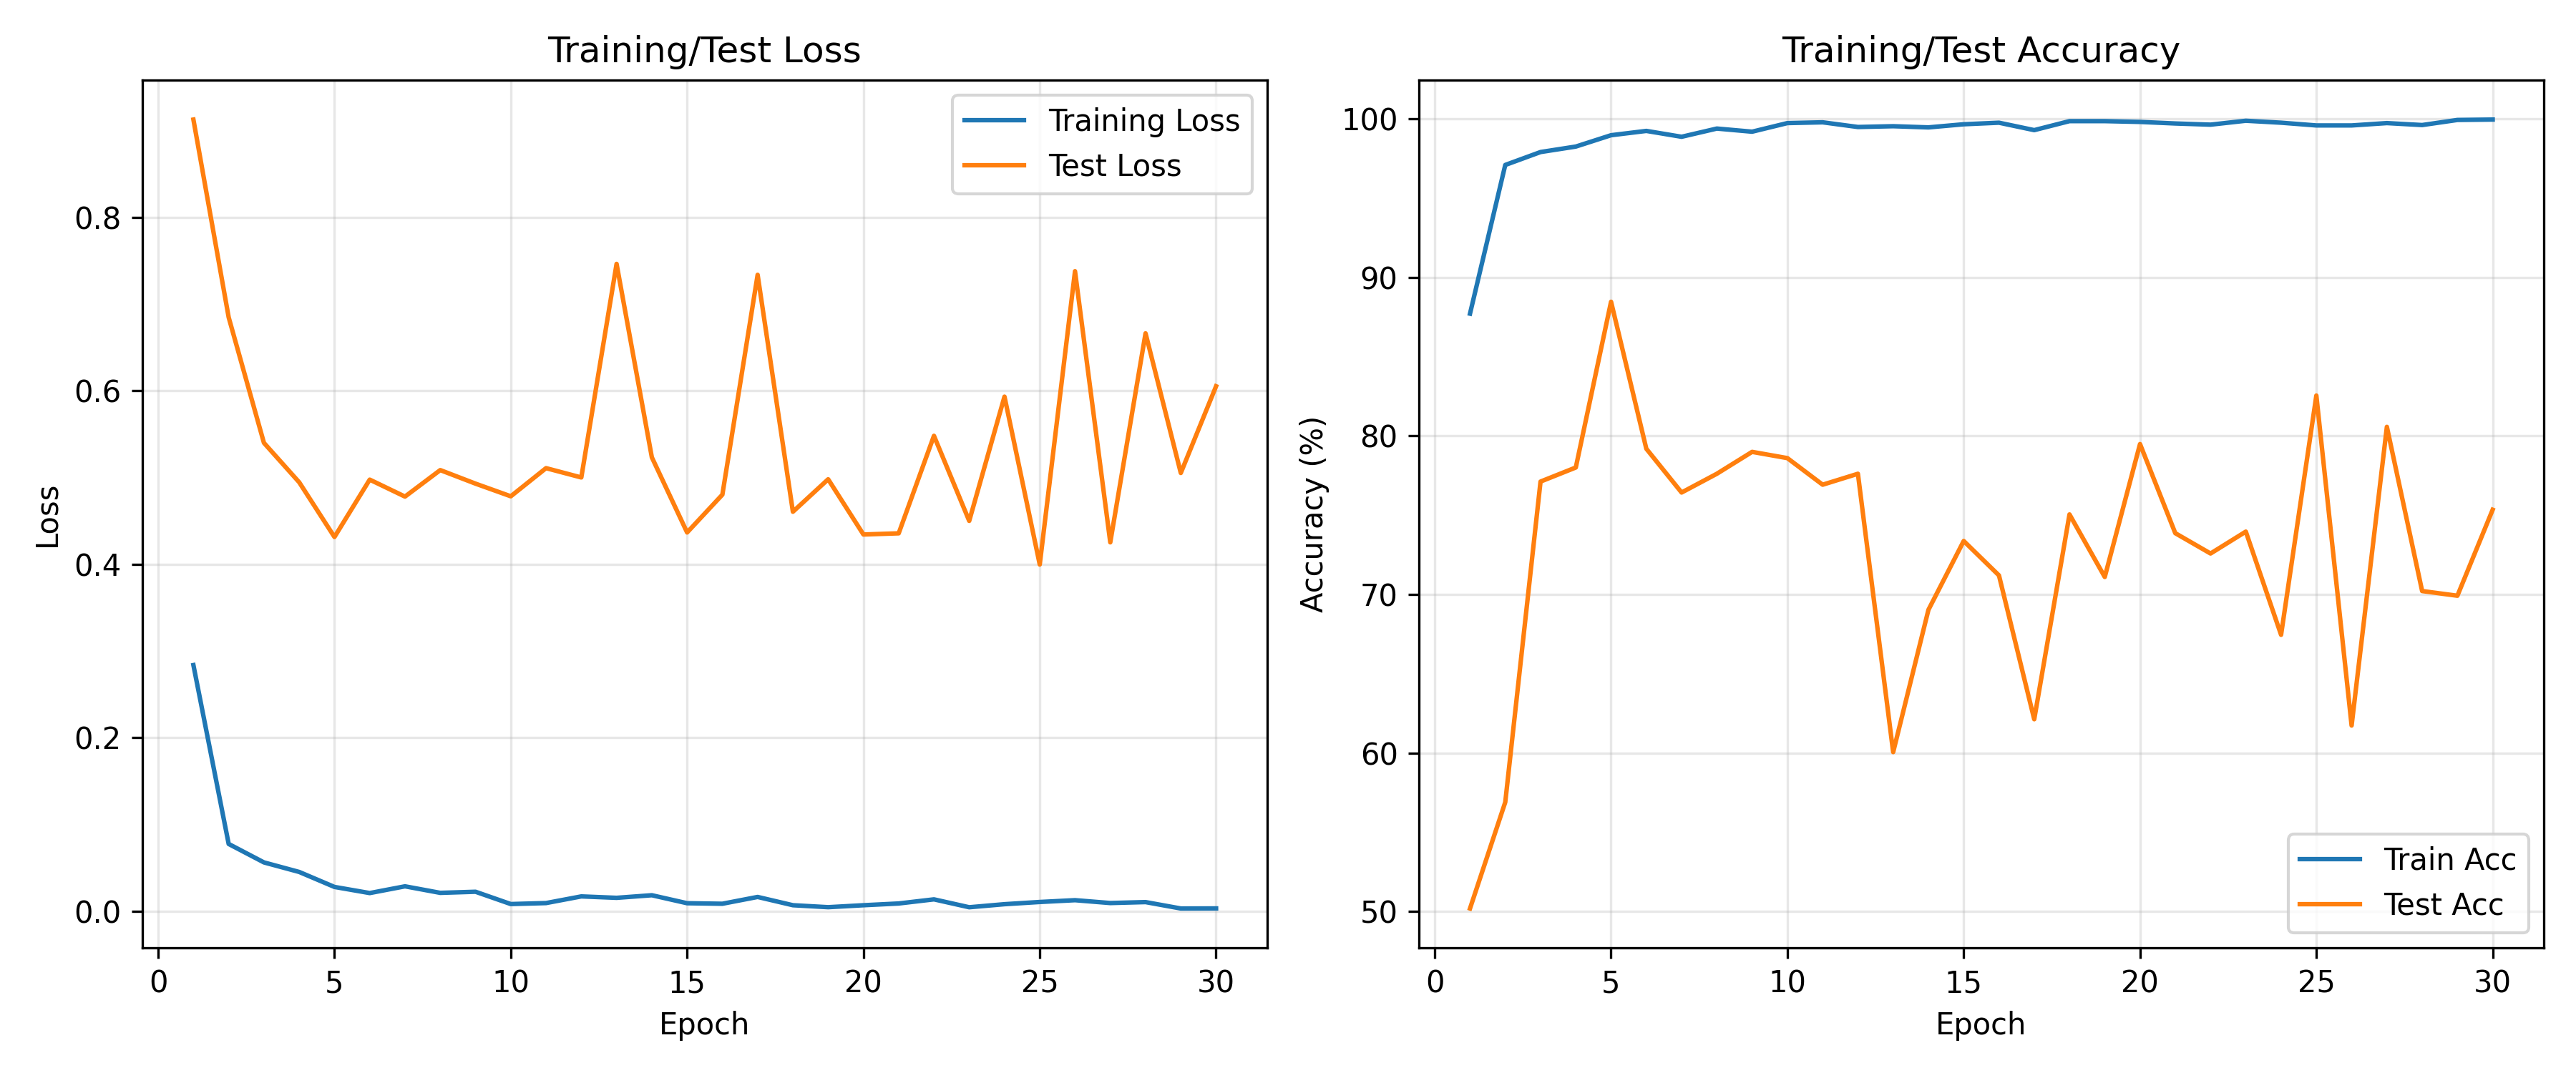 Training/Test Loss
Training Loss
Test Loss
0.8
0.6
0.4
0.2
0.0
Loss
0 5 10 15 20 25 30
Epoch
Training/Test Accuracy
100
90
80
70
60
50
Accuracy (%)
Train Acc
Test Acc
0 5 10 15 20 25 30
Epoch